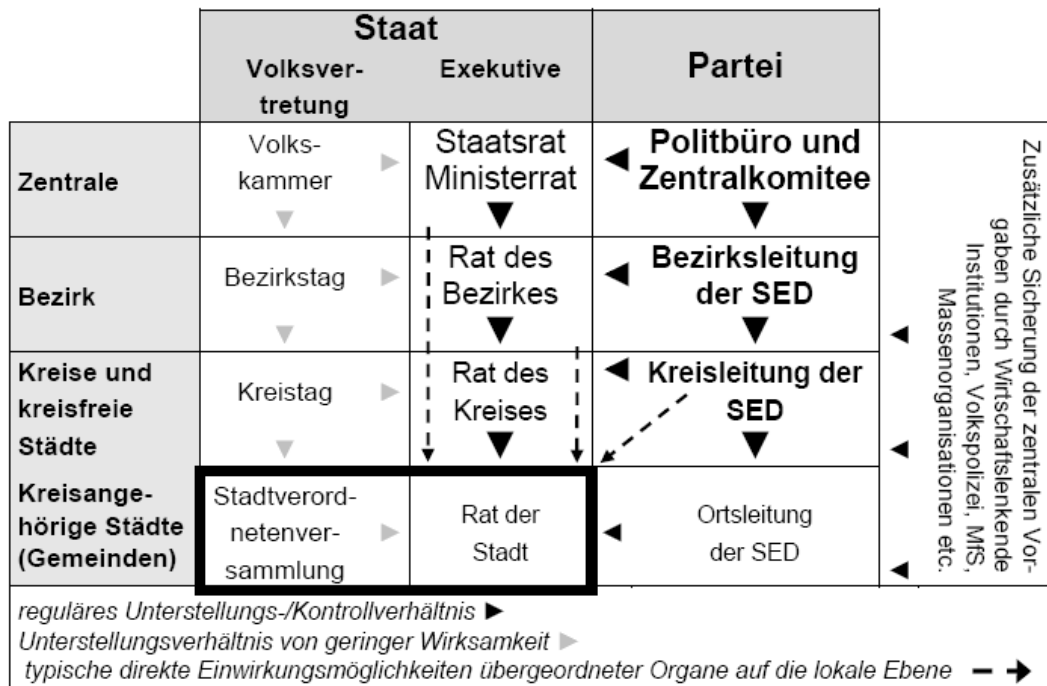 Staat
Volksver-
tretung
Exekutive
Partei
Zentrale
Volks-
kammer
Staatsrat
Ministerrat
Politbüro und
Zentralkomitee
Bezirk
Bezirkstag
Rat des
Bezirkes
Bezirksleitung
der SED
Kreise und
kreisfreie
Städte
Kreistag
Rat des
Kreises
Kreisleitung der
SED
Kreisange-
hörige Städte
(Gemeinden)
Stadtverord-
netenver-
sammlung
Rat der
Stadt
Ortsleitung
der SED
Zusätzliche Sicherung der zentralen Vor-
gaben durch Wirtschaftslenkende
Institutionen, Volkspolizei, MfS,
Massenorganisationen etc.
reguläres Unterstellungs-/Kontrollverhältnis
Unterstellungsverhältnis von geringer Wirksamkeit
typische direkte Einwirkungsmöglichkeiten übergeordneter Organe auf die lokale Ebene